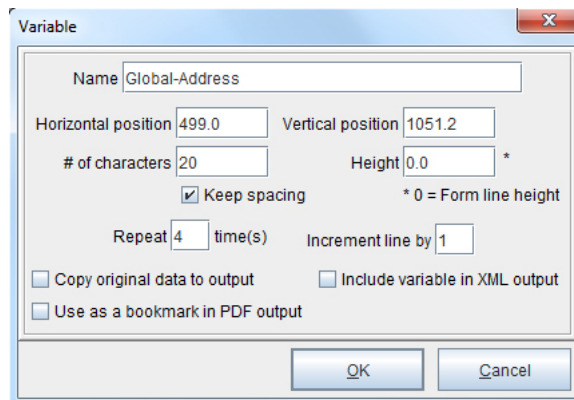 Variable
Name Global-Address
Horizontal position 499.0 Vertical position 1051.2
# of characters 20 Height 0.0 *
Keep spacing * 0 = Form line height
Repeat 4 time(s) Increment line by 1
Copy original data to output Include variable in XML output
Use as a bookmark in PDF output
OK Cancel